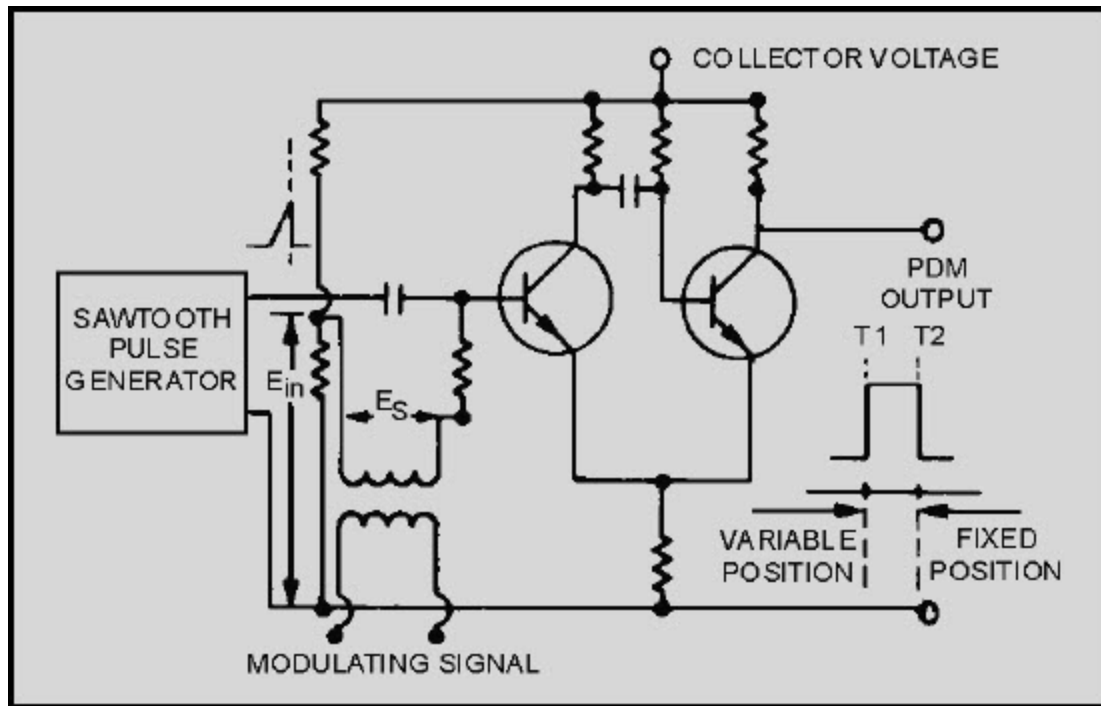 COLLECTOR VOLTAGE
SAWTOOTH
PULSE
GENERATOR
Ein
ES
PDM
OUTPUT
T1 T2
VARIABLE
POSITION
FIXED
POSITION
MODULATING SIGNAL